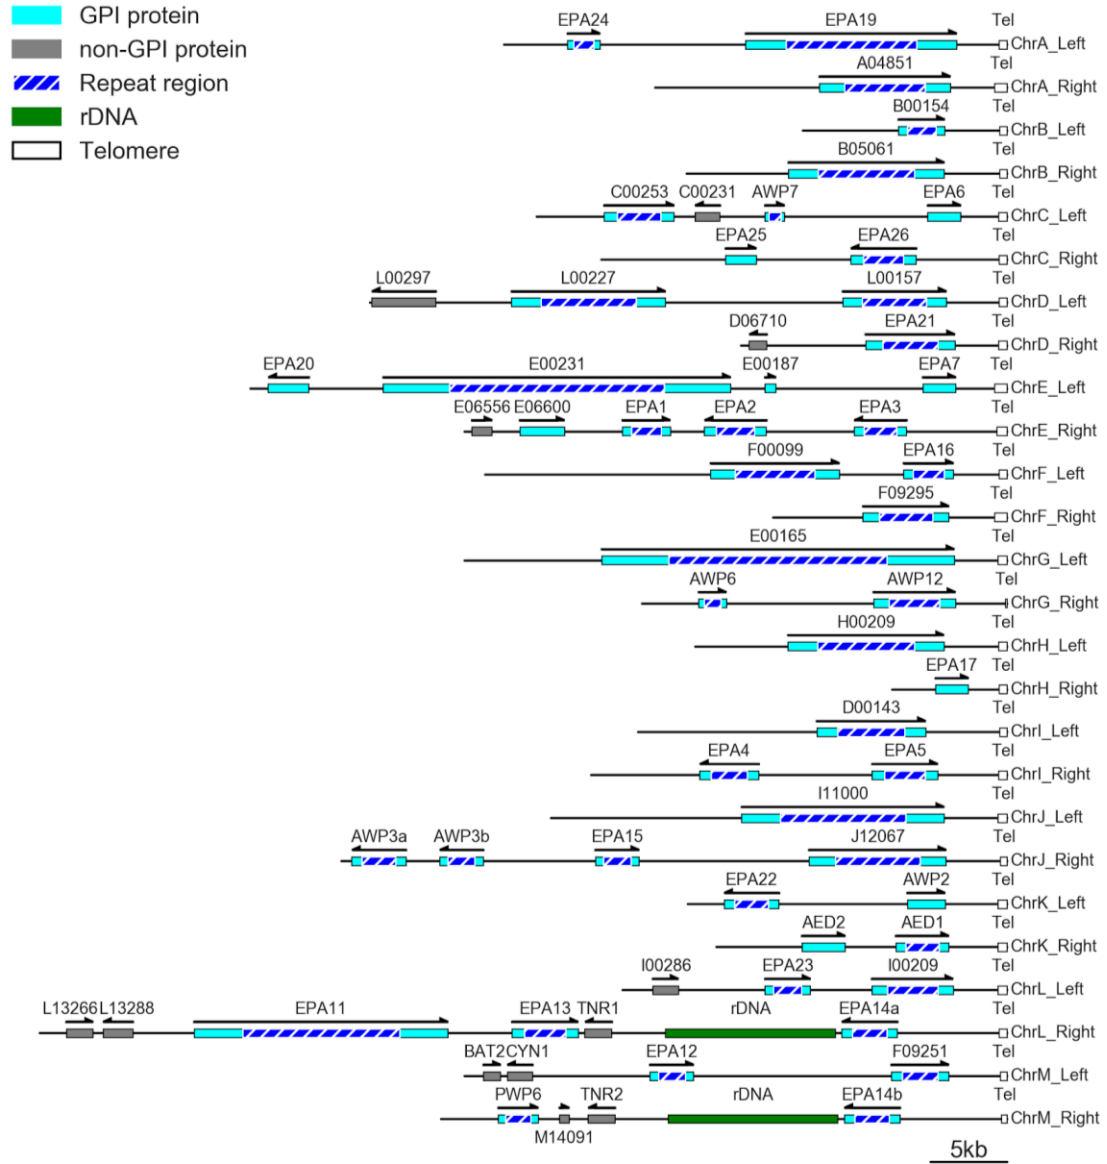 GPI protein
non-GPI protein
Repeat region
rDNA
Telomere
EPA24 EPA19 Tel
ChrA_Left
A04851 Tel
ChrA_Right
B00154 Tel
ChrB_Left
B05061 Tel
ChrB_Right
C00253 C00231 AWP7 EPA6 Tel
ChrC_Left
EPA25 EPA26 Tel
ChrC_Right
L00297 L00227 L00157 Tel
ChrD_Left
D06710 EPA21 Tel
ChrD_Right
EPA20 E00231 E00187 EPA7 Tel
ChrE_Left
E06556 E06600 EPA1 EPA2 EPA3 Tel
ChrE_Right
F00099 EPA16 Tel
ChrF_Left
F09295 Tel
ChrF_Right
E00165 Tel
ChrG_Left
AWP6 AWP12 Tel
ChrG_Right
H00209 Tel
ChrH_Left
EPA17 Tel
ChrH_Right
D00143 Tel
ChrI_Left
EPA4 EPA5 Tel
ChrI_Right
I11000 Tel
ChrJ_Left
AWP3a AWP3b EPA15 J12067 Tel
ChrJ_Right
EPA22 AWP2 Tel
ChrK_Left
AED2 AED1 Tel
ChrK_Right
I00286 EPA23 I00209 Tel
ChrL_Left
L13266 L13288 EPA11 EPA13 TNR1 rDNA EPA14a Tel
ChrL_Right
BAT2 CYN1 EPA12 F09251 Tel
ChrM_Left
PWP6 TNR2 rDNA EPA14b Tel
ChrM_Right
M14091
5kb